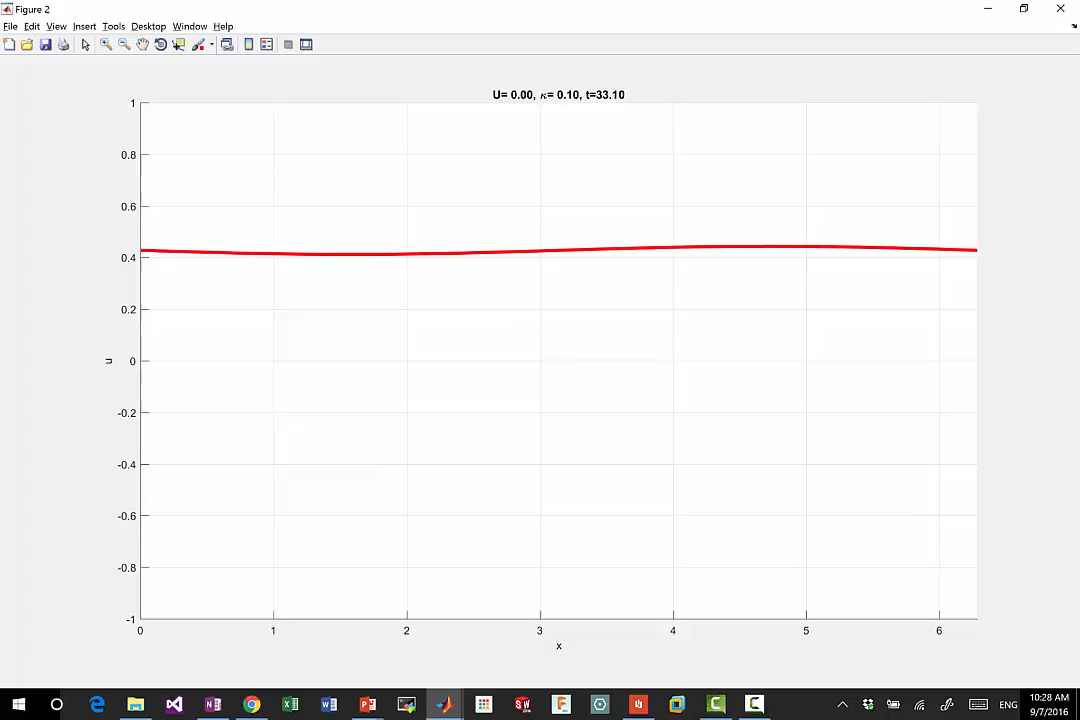 Figure 2
File Edit View Insert Tools Desktop Window Help
U= 0.00, κ= 0.10, t=33.10
1
0.8
0.6
0.4
0.2
0
-0.2
-0.4
-0.6
-0.8
-1
u
0 1 2 3 4 5 6
x
ENG
10:28 AM
9/7/2016